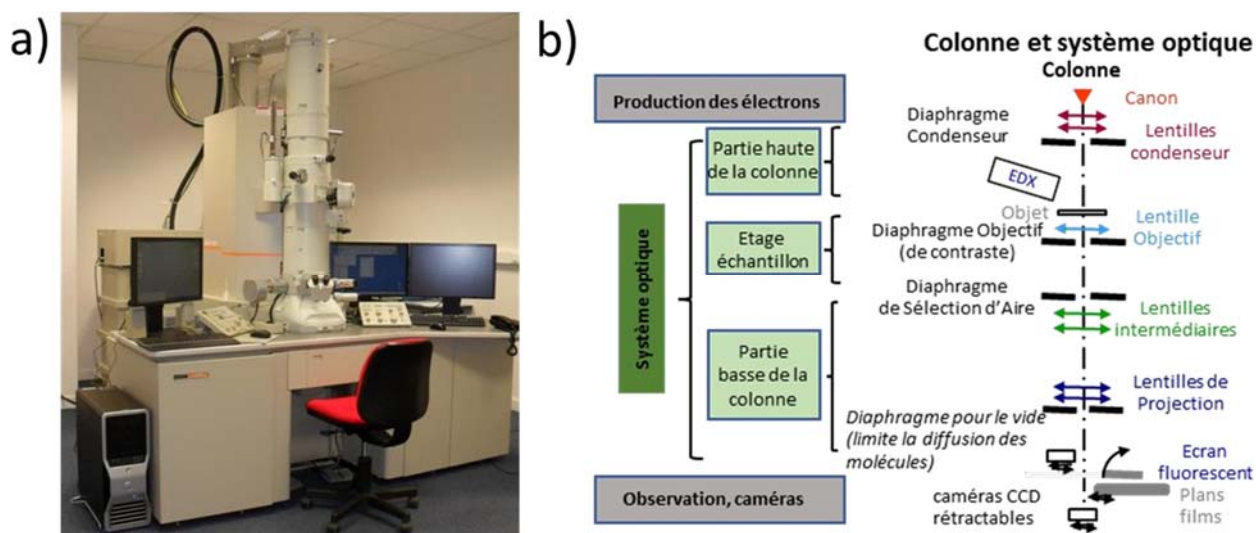 a)
b)
Colonne et système optique
Colonne
Production des électrons
Canon
Diaphragme
Condenseur
Lentilles
condenseur
Partie haute
de la colonne
EDX
Objet
Lentille
Objectif
Diaphragme Objectif
(de contraste)
Etage
échantillon
Système optique
Diaphragme
de Sélection d’Aire
Lentilles
intermédiaires
Partie
basse de la
colonne
Lentilles de
Projection
Diaphragme pour le vide
(limite la diffusion des
molécules)
Ecran
fluorescent
Observation, caméras
caméras CCD
rétractables
Plans
films